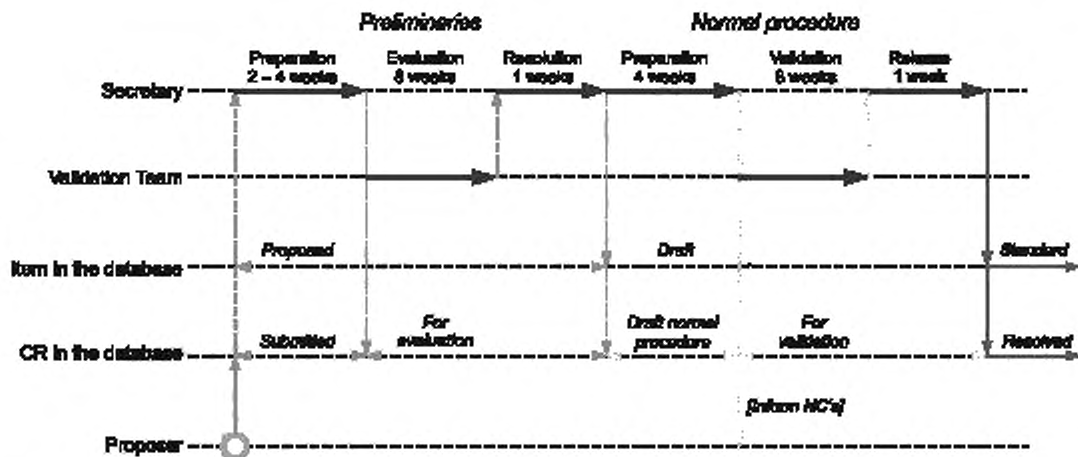 Preliminaries
Normal procedure
Preparation
2 – 4 weeks
Evaluation
8 weeks
Resolution
1 weeks
Preparation
4 weeks
Validation
8 weeks
Release
1 week
Secretary
Validation Team
Item in the database
Proposed
Draft
Standard
CR in the database
Submitted
For
evaluation
Draft normal
procedure
For
validation
Resolved
[Inform NC's]
Proposer